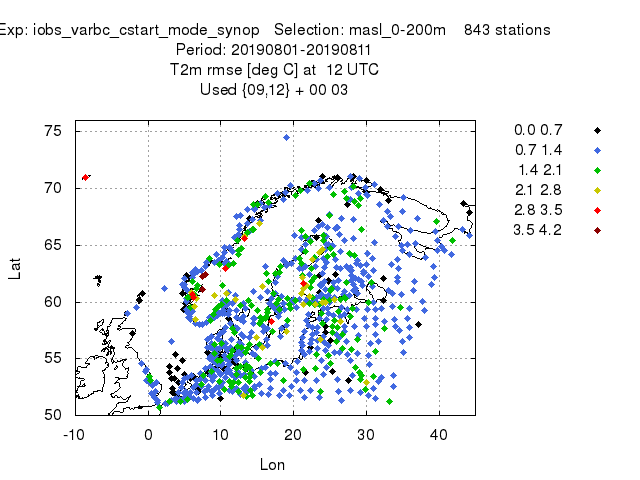 Exp: iobs_varbc_cstart_mode_synop Selection: masl_0-200m 843 stations
Period: 20190801-20190811
T2m rmse [deg C] at 12 UTC
Used {09,12} + 00 03
0.0 0.7
0.7 1.4
1.4 2.1
2.1 2.8
2.8 3.5
3.5 4.2
75
70
65
60
55
50
Lat
-10 0 10 20 30 40
Lon